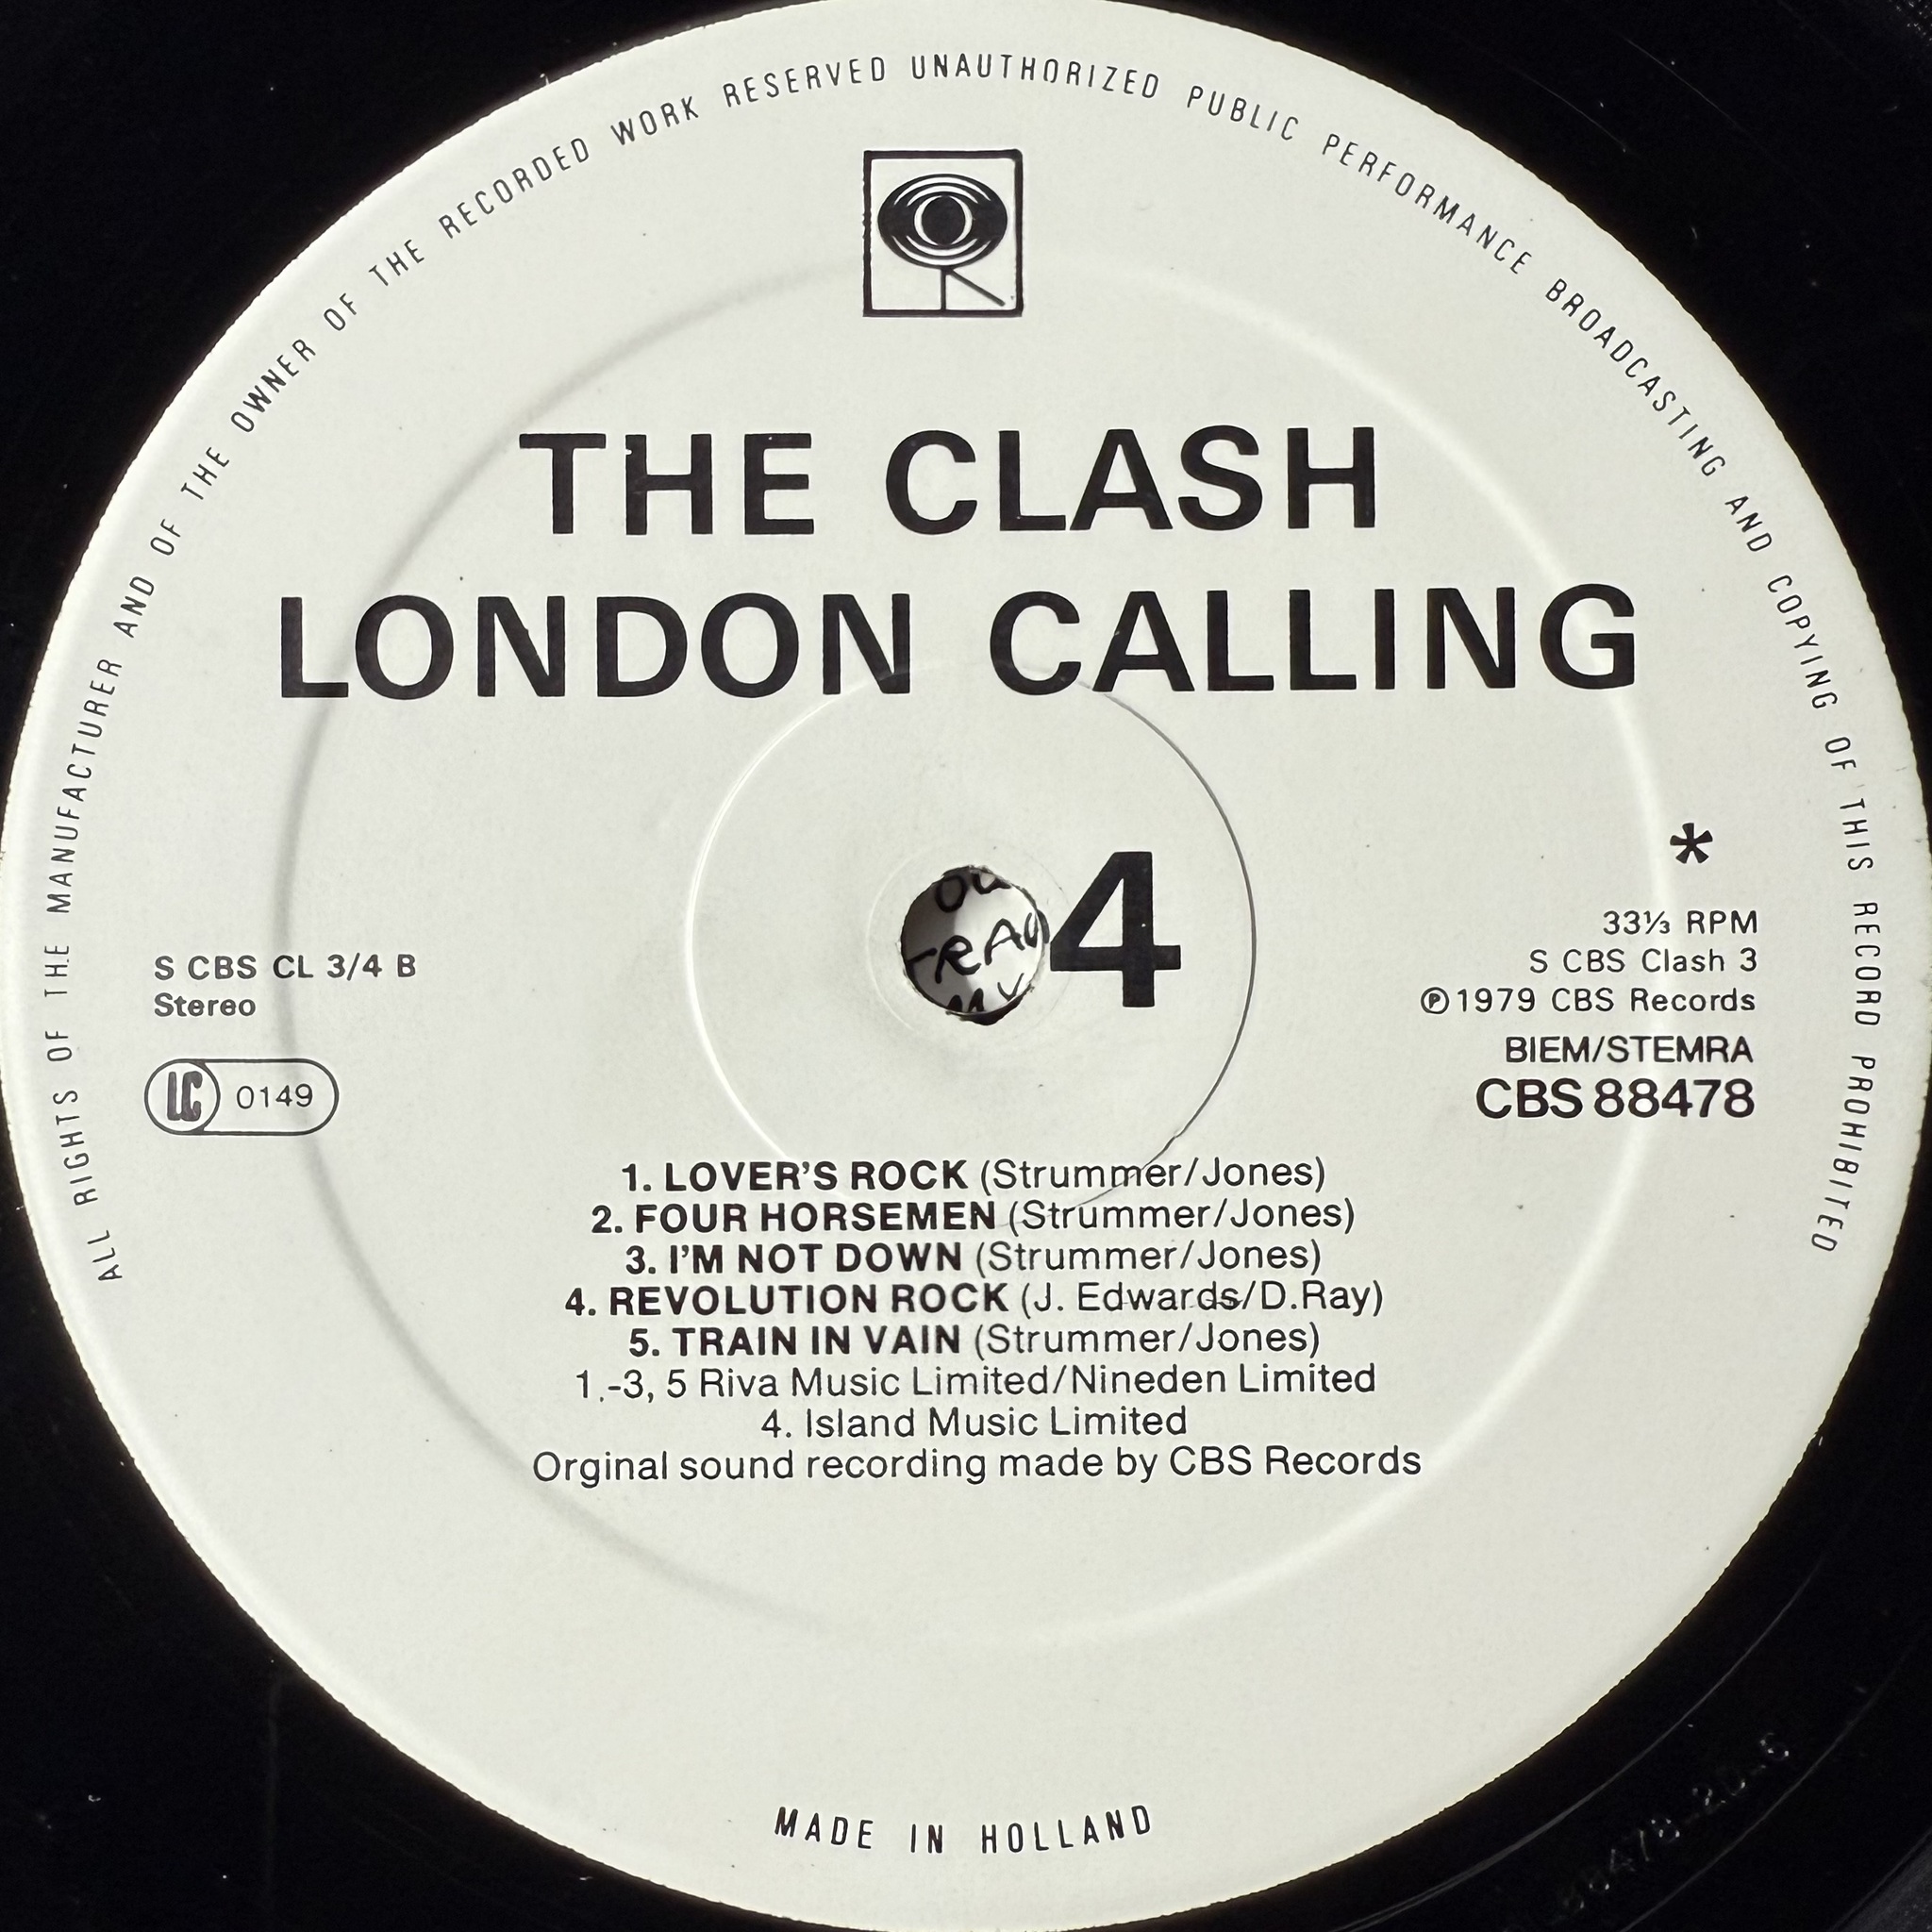 ALL RIGHTS OF THE MANUFACTURER AND OF THE OWNER OF THE RECORDED WORK RESERVED UNAUTHORIZED PUBLIC PERFORMANCE BROADCASTING AND COPYING OF THIS RECORD PROHIBITED
THE CLASH
LONDON CALLING
4
*
S CBS CL 3/4 B
Stereo
LC 0149
33⅓ RPM
S CBS Clash 3
℗1979 CBS Records
BIEM/STEMRA
CBS 88478
1. LOVER'S ROCK (Strummer/Jones)
2. FOUR HORSEMEN (Strummer/Jones)
3. I'M NOT DOWN (Strummer/Jones)
4. REVOLUTION ROCK (J. Edwards/D.Ray)
5. TRAIN IN VAIN (Strummer/Jones)
1.-3, 5 Riva Music Limited/Nineden Limited
4. Island Music Limited
Orginal sound recording made by CBS Records
MADE IN HOLLAND